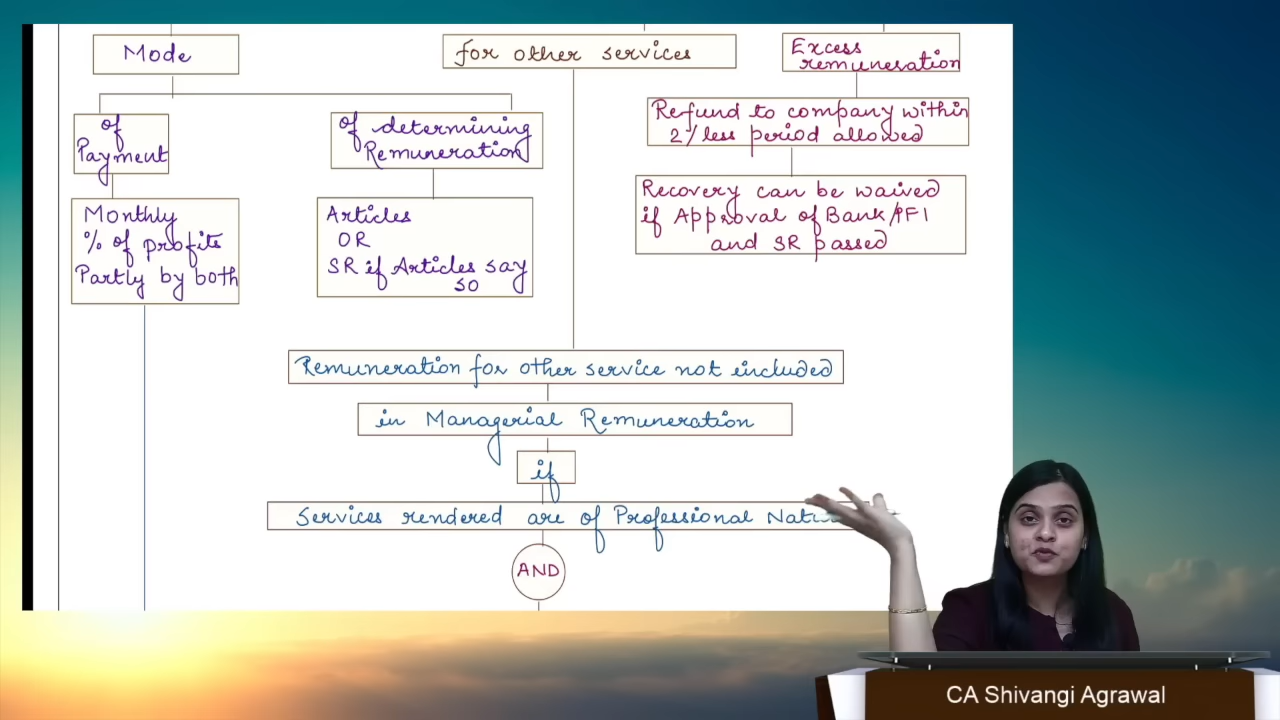 Mode
for other services
Excess
remuneration
of
Payment
of determining
Remuneration
Refund to company within
2/less period allowed
Monthly
% of profits
Partly by both
Articles
OR
SR if Articles say
so
Recovery can be waived
if Approval of Bank/PFI
and SR passed
Remuneration for other service not included
in Managerial Remuneration
if
Services rendered are of Professional
AND
CA Shivangi Agrawal